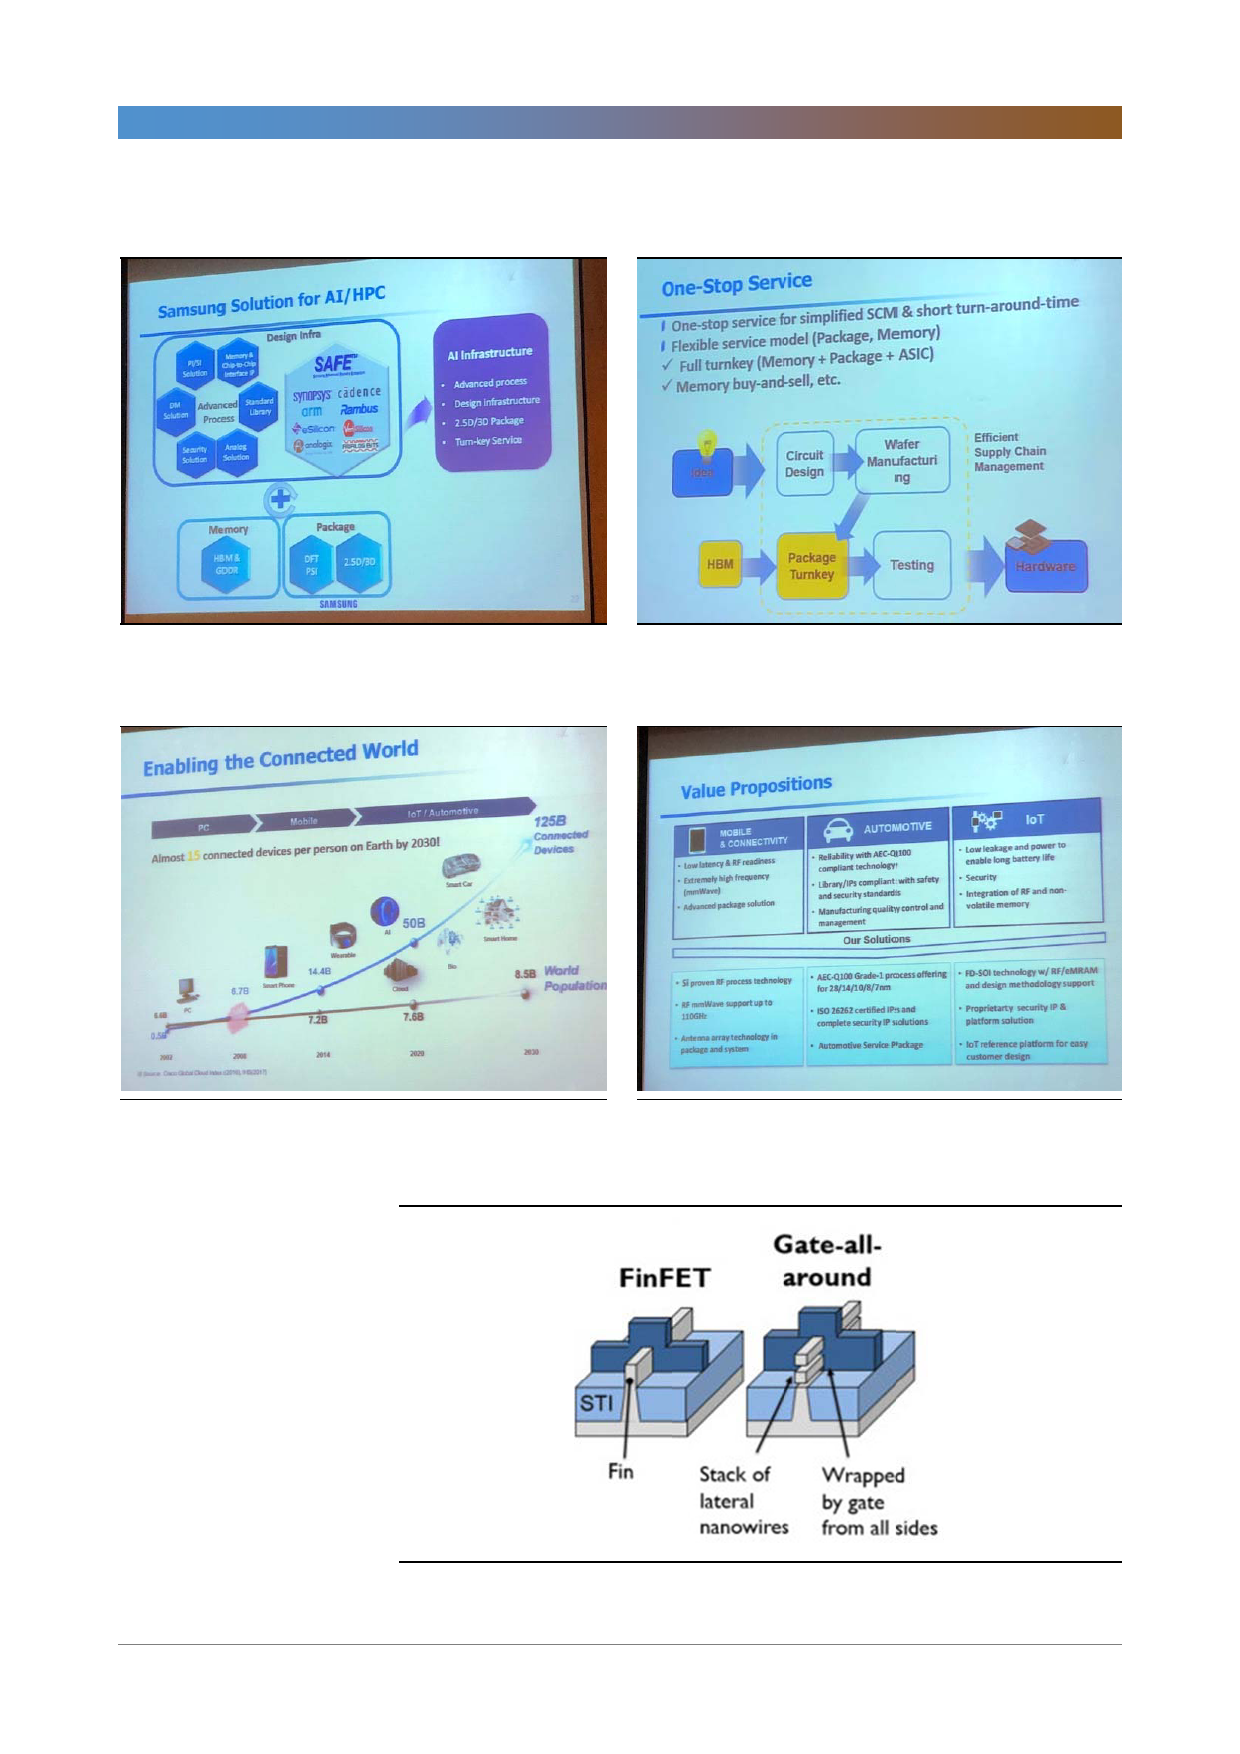 Samsung Solution for AI/HPC
Design Infra
PI/SI
Solution
Memory &
Chip-to-Chip
Interface IP
DM
Solution
Advanced
Process
Standard
Library
Security
Solution
Analog
Solution
SAFE
SYNOPSYS cādence
arm Rambus
eSilicon
analogix ANALOG BITS
AI Infrastructure
• Advanced process
• Design infrastructure
• 2.5D/3D Package
• Turn-key Service
Memory
HBM &
GDDR
Package
DFT
PSI
2.5D/3D
SAMSUNG
One-Stop Service
One-stop service for simplified SCM & short turn-around-time
Flexible service model (Package, Memory)
✓ Full turnkey (Memory + Package + ASIC)
✓ Memory buy-and-sell, etc.
Idea
Circuit
Design
Wafer
Manufacturi
ng
Efficient
Supply Chain
Management
HBM
Package
Turnkey
Testing
Hardware
Enabling the Connected World
PC
Mobile
IoT / Automotive
Almost 15 connected devices per person on Earth by 2030!
125B
Connected
Devices
Smart Car
AI
50B
Wearable
Smart Home
Bio
Smart Phone
14.4B
Cloud
8.5B
World
Population
PC
6.7B
7.2B
7.6B
0.5B
2003
2008
2014
2020
2030
Value Propositions
MOBILE
& CONNECTIVITY
• Low latency & RF readiness
• Extremely high frequency
(mmWave)
• Advanced package solution
AUTOMOTIVE
• Reliability with AEC-Q100
compliant technology
• Library/IPs compliant with safety
and security standards
• Manufacturing quality control and
management
IoT
• Low leakage and power to
enable long battery life
• Security
• Integration of RF and non-
volatile memory
Our Solutions
• Si proven RF process technology
• RF mmWave support up to
110GHz
• Antenna array technology in
package and system
• AEC-Q100 Grade-1 process offering
for 28/14/10/8/7nm
• ISO 26262 certified IPs and
complete security IP solutions
• Automotive Service Package
• FD-SOI technology w/ RF/eMRAM
and design methodology support
• Proprietarty security IP &
platform solution
• IoT reference platform for easy
customer design
FinFET
Gate-all-
around
STI
Fin
Stack of
lateral
nanowires
Wrapped
by gate
from all sides